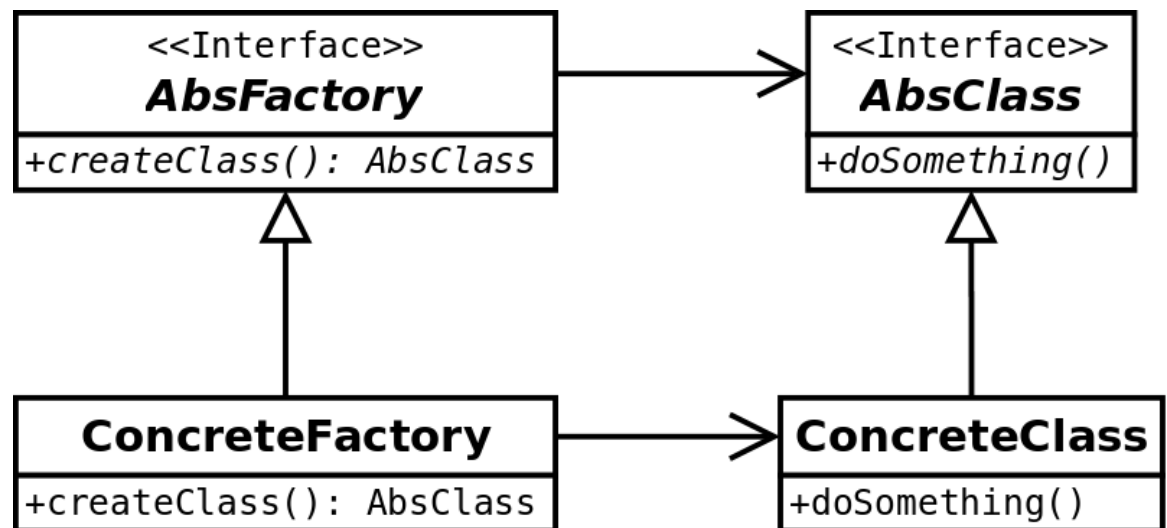 <<Interface>>
AbsFactory
+createClass(): AbsClass
<<Interface>>
AbsClass
+doSomething()
ConcreteFactory
+createClass(): AbsClass
ConcreteClass
+doSomething()